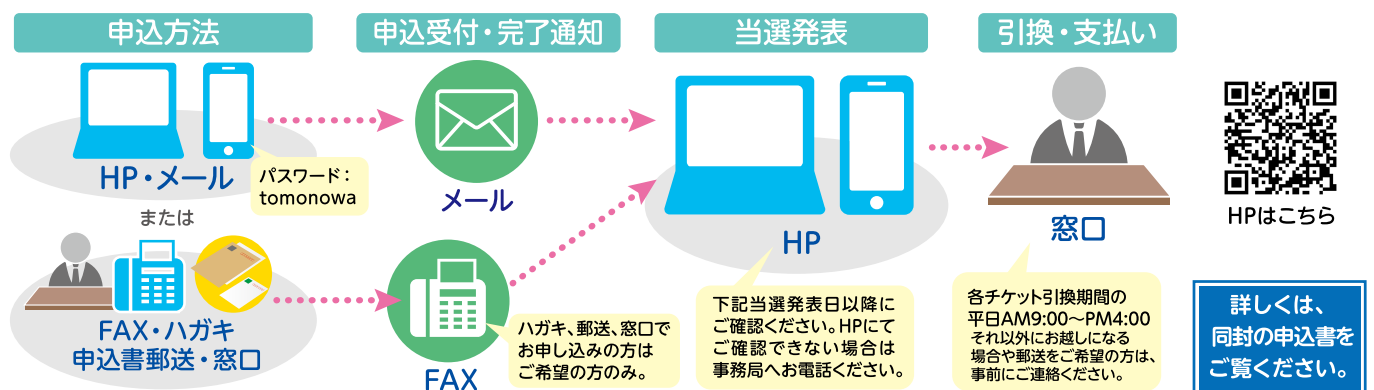 申込方法
HP・メール
パスワード：
tomonowa
または
FAX・ハガキ
申込書郵送・窓口
申込受付・完了通知
メール
FAX
ハガキ、郵送、窓口で
お申し込みの方は
ご希望の方のみ。
当選発表
HP
下記当選発表日以降に
ご確認ください。HPにて
ご確認できない場合は
事務局へお電話ください。
引換・支払い
窓口
各チケット引換期間の
平日AM9:00〜PM4:00
それ以外にお越しになる
場合や郵送をご希望の方は、
事前にご連絡ください。
HPはこちら
詳しくは、
同封の申込書を
ご覧ください。